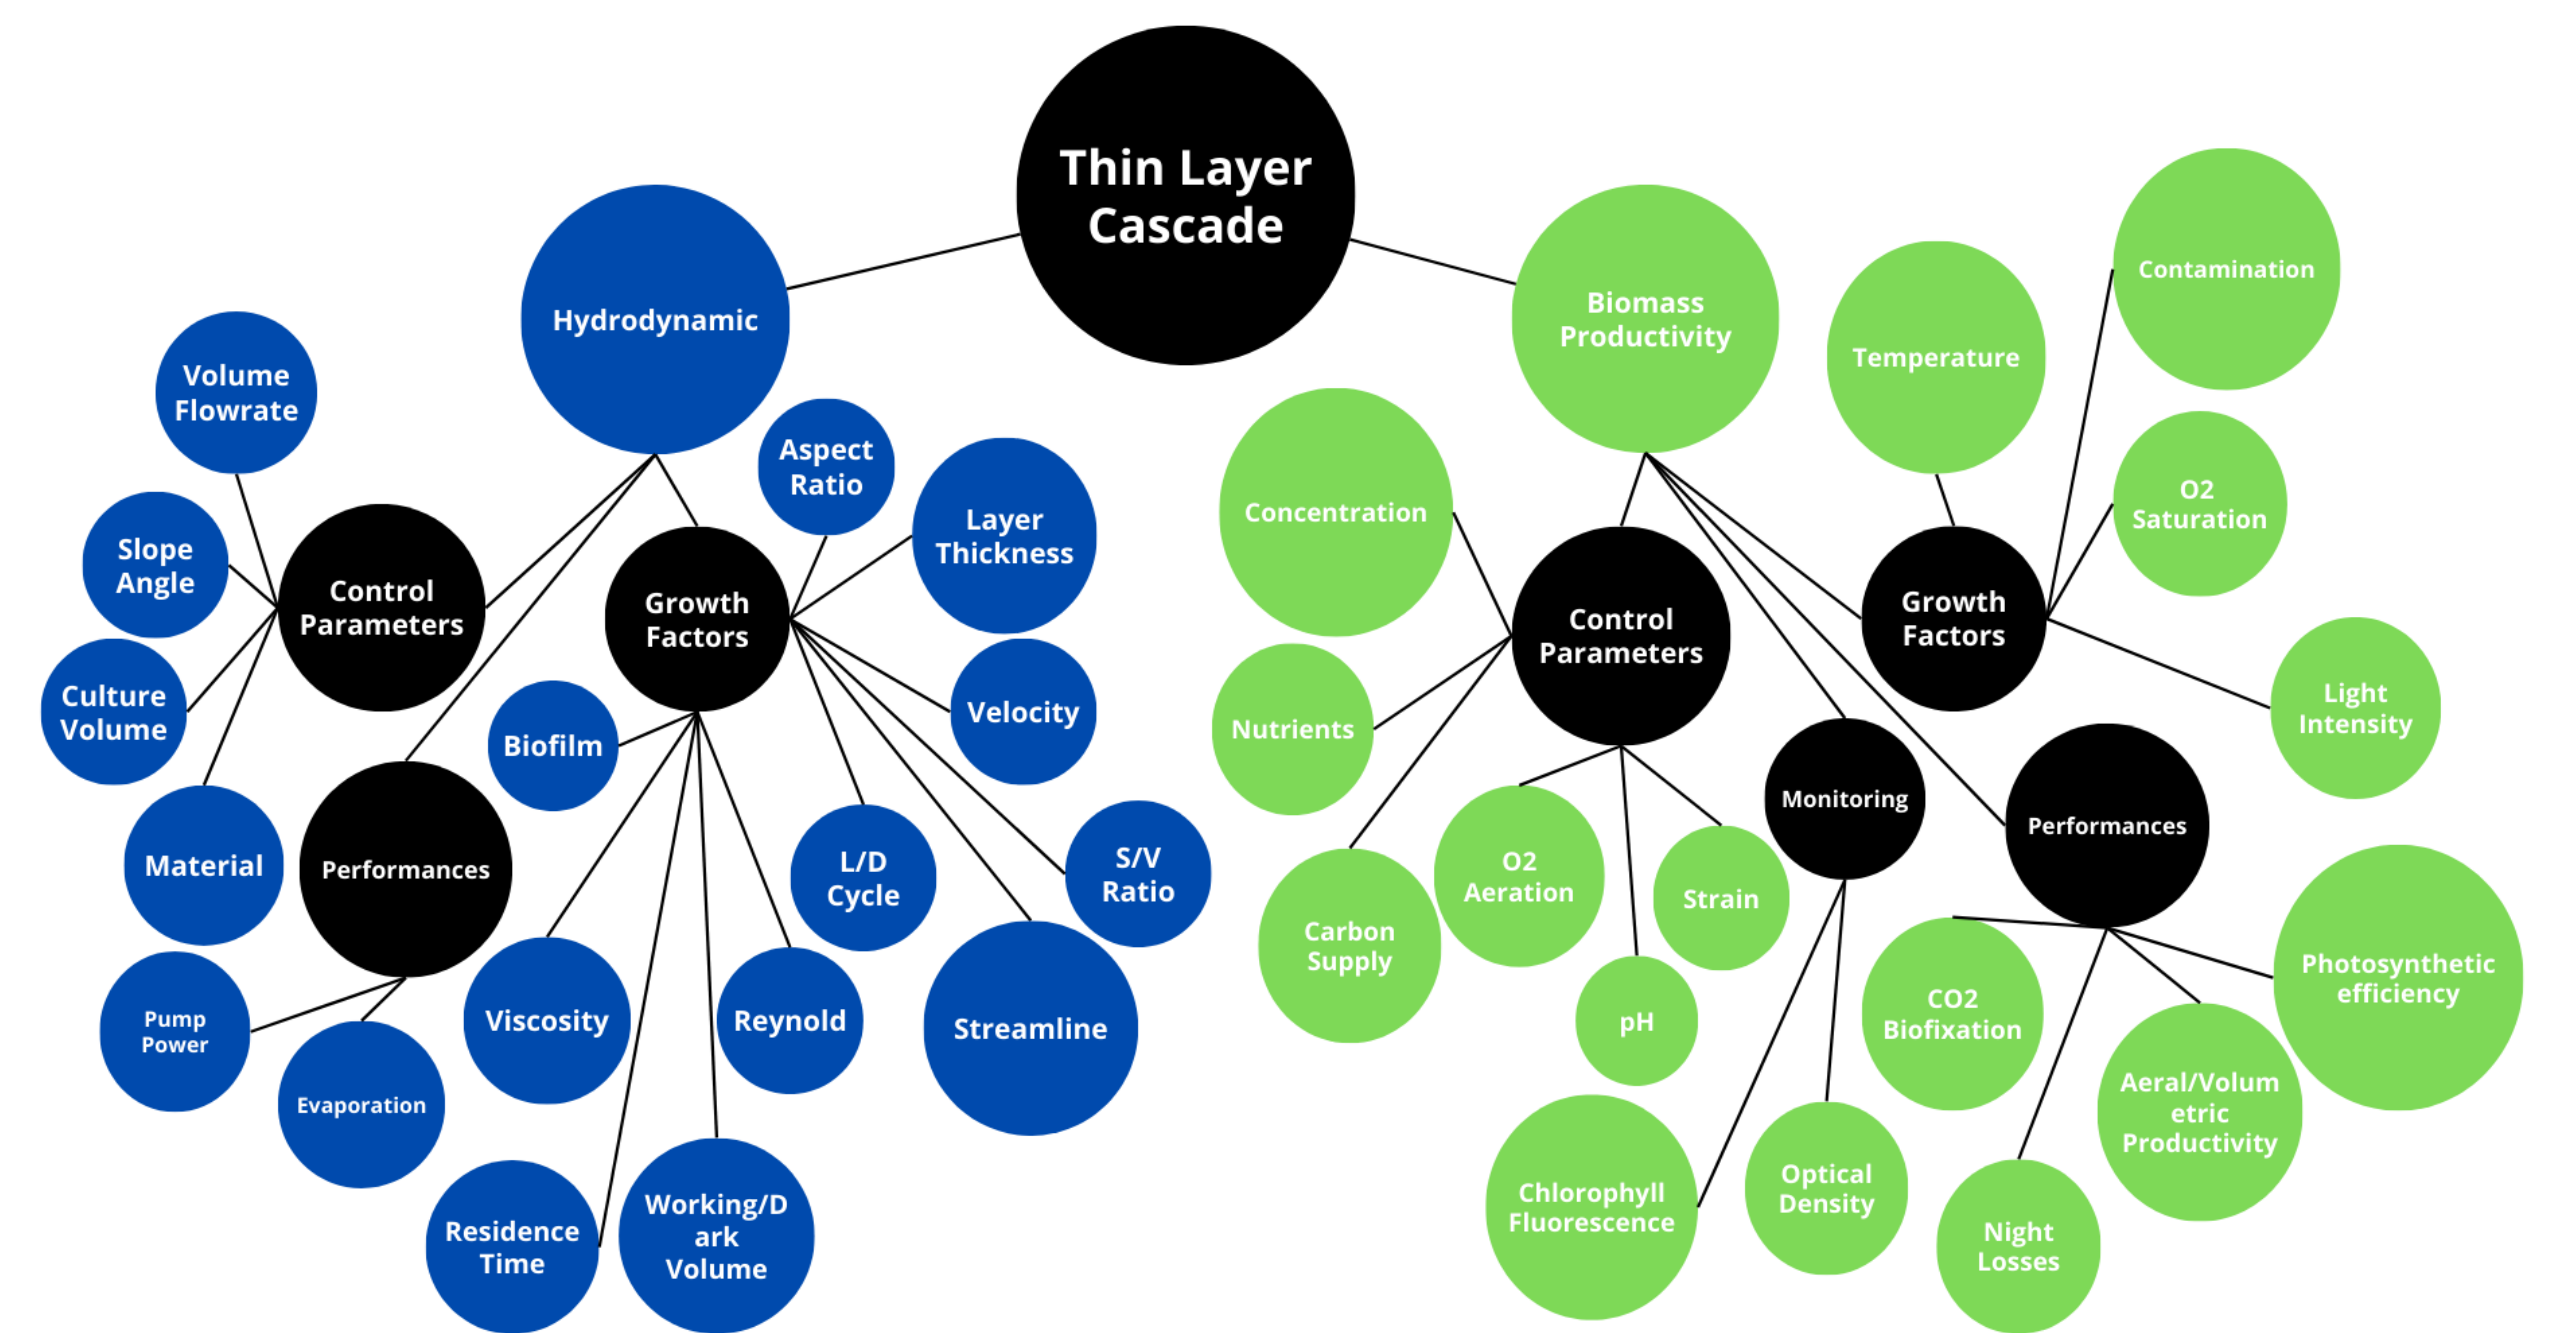 Thin Layer
Cascade
Hydrodynamic
Volume
Flowrate
Slope
Angle
Culture
Volume
Material
Control
Parameters
Performances
Pump
Power
Evaporation
Growth
Factors
Aspect
Ratio
Layer
Thickness
Velocity
S/V
Ratio
Streamline
L/D
Cycle
Reynold
Biofilm
Viscosity
Residence
Time
Working/D
ark
Volume
Biomass
Productivity
Control
Parameters
Concentration
Nutrients
Carbon
Supply
O2
Aeration
pH
Strain
Monitoring
Chlorophyll
Fluorescence
Optical
Density
Growth
Factors
Temperature
Contamination
O2
Saturation
Light
Intensity
Performances
CO2
Biofixation
Night
Losses
Aeral/Volum
etric
Productivity
Photosynthetic
efficiency